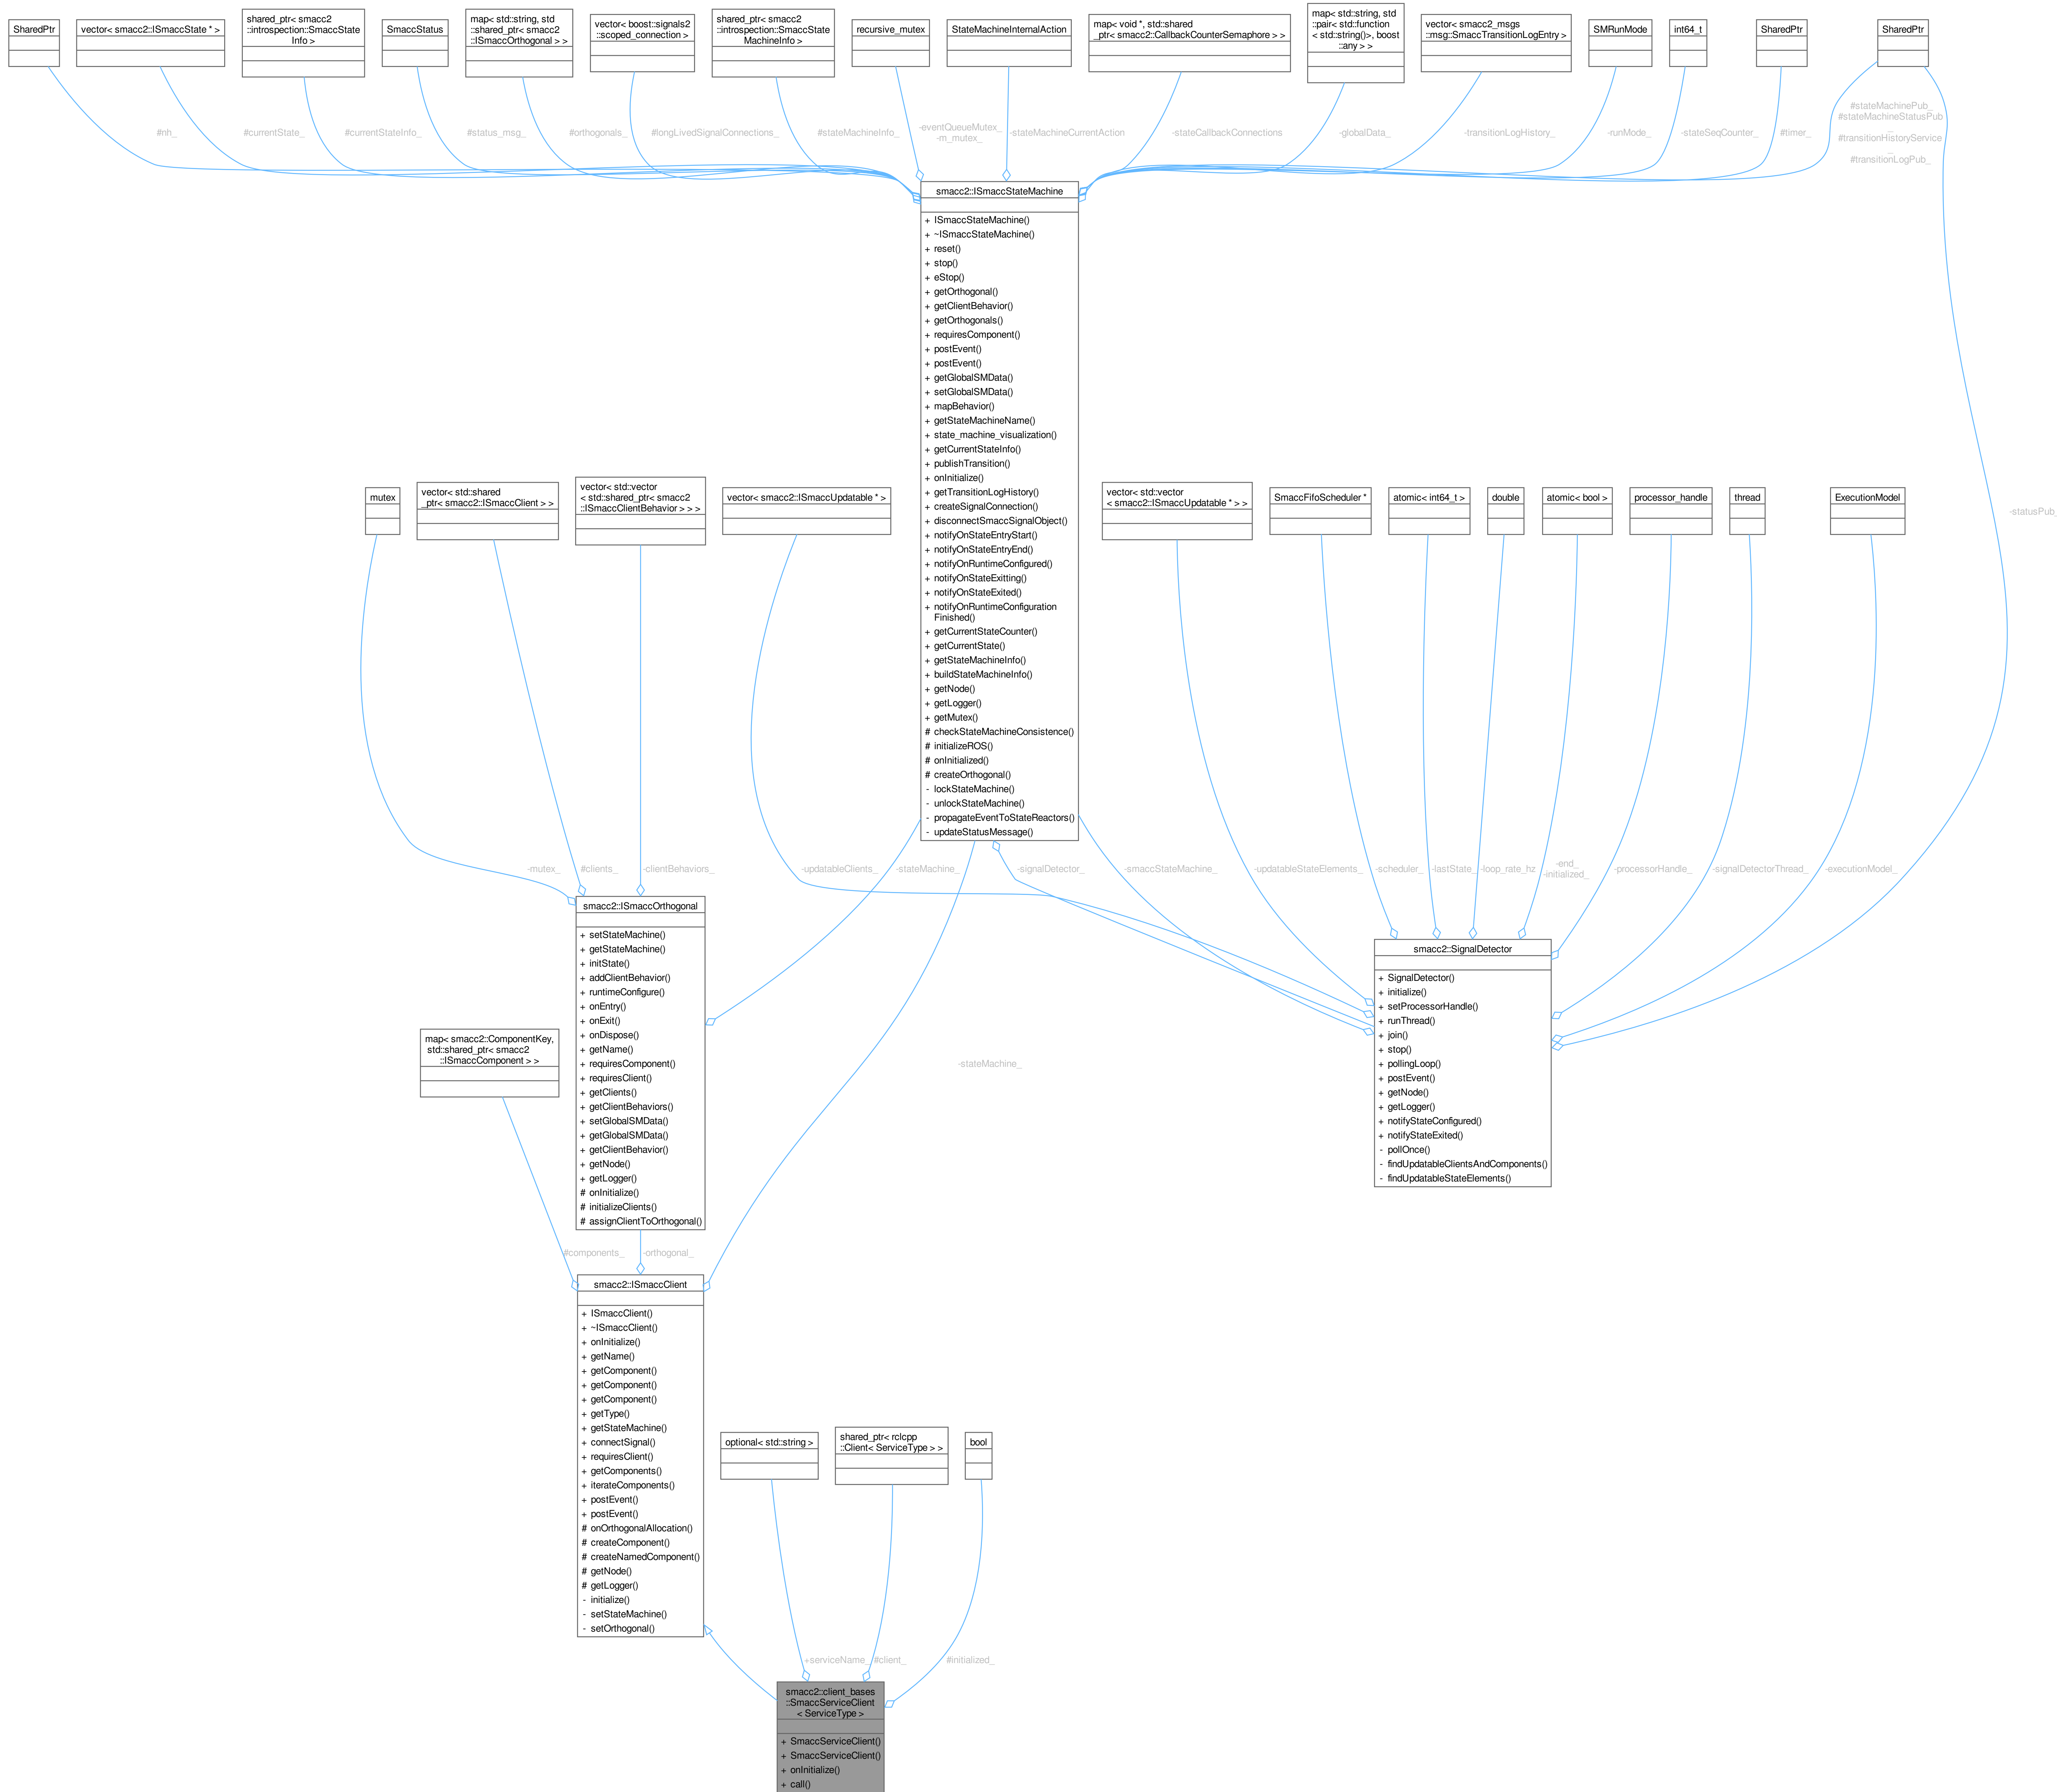 SharedPtr
vector< smacc2::ISmaccState * >
shared_ptr< smacc2
::introspection::SmaccState
Info >
SmaccStatus
map< std::string, std
::shared_ptr< smacc2
::ISmaccOrthogonal > >
vector< boost::signals2
::scoped_connection >
shared_ptr< smacc2
::introspection::SmaccState
MachineInfo >
recursive_mutex
StateMachineInternalAction
map< void *, std::shared
_ptr< smacc2::CallbackCounterSemaphore > >
map< std::string, std
::pair< std::function
< std::string()>, boost
::any > >
vector< smacc2_msgs
::msg::SmaccTransitionLogEntry >
SMRunMode
int64_t
SharedPtr
SharedPtr
#nh_
#currentState_
#currentStateInfo_
#status_msg_
#orthogonals_
#longLivedSignalConnections_
#stateMachineInfo_
-eventQueueMutex_
-m_mutex_
-stateMachineCurrentAction
-stateCallbackConnections
-globalData_
-transitionLogHistory_
-runMode_
-stateSeqCounter_
#timer_
#stateMachinePub_
#stateMachineStatusPub
_
#transitionHistoryService
_
#transitionLogPub_
smacc2::ISmaccStateMachine
+ ISmaccStateMachine()
+ ~ISmaccStateMachine()
+ reset()
+ stop()
+ eStop()
+ getOrthogonal()
+ getClientBehavior()
+ getOrthogonals()
+ requiresComponent()
+ postEvent()
+ postEvent()
+ getGlobalSMData()
+ setGlobalSMData()
+ mapBehavior()
+ getStateMachineName()
+ state_machine_visualization()
+ getCurrentStateInfo()
+ publishTransition()
+ onInitialize()
+ getTransitionLogHistory()
+ createSignalConnection()
+ disconnectSmaccSignalObject()
+ notifyOnStateEntryStart()
+ notifyOnStateEntryEnd()
+ notifyOnRuntimeConfigured()
+ notifyOnStateExitting()
+ notifyOnStateExited()
+ notifyOnRuntimeConfiguration
Finished()
+ getCurrentStateCounter()
+ getCurrentState()
+ getStateMachineInfo()
+ buildStateMachineInfo()
+ getNode()
+ getLogger()
+ getMutex()
# checkStateMachineConsistence()
# initializeROS()
# onInitialized()
# createOrthogonal()
- lockStateMachine()
- unlockStateMachine()
- propagateEventToStateReactors()
- updateStatusMessage()
-statusPub_
mutex
vector< std::shared
_ptr< smacc2::ISmaccClient > >
vector< std::vector
< std::shared_ptr< smacc2
::ISmaccClientBehavior > > >
vector< smacc2::ISmaccUpdatable * >
vector< std::vector
< smacc2::ISmaccUpdatable * > >
SmaccFifoScheduler *
atomic< int64_t >
double
atomic< bool >
processor_handle
thread
ExecutionModel
-mutex_
#clients_
-clientBehaviors_
-updatableClients_
-stateMachine_
-signalDetector_
-smaccStateMachine_
-updatableStateElements_
-scheduler_
-lastState_
-loop_rate_hz
-end_
-initialized_
-processorHandle_
-signalDetectorThread_
-executionModel_
smacc2::ISmaccOrthogonal
+ setStateMachine()
+ getStateMachine()
+ initState()
+ addClientBehavior()
+ runtimeConfigure()
+ onEntry()
+ onExit()
+ onDispose()
+ getName()
+ requiresComponent()
+ requiresClient()
+ getClients()
+ getClientBehaviors()
+ setGlobalSMData()
+ getGlobalSMData()
+ getClientBehavior()
+ getNode()
+ getLogger()
# onInitialize()
# initializeClients()
# assignClientToOrthogonal()
smacc2::SignalDetector
+ SignalDetector()
+ initialize()
+ setProcessorHandle()
+ runThread()
+ join()
+ stop()
+ pollingLoop()
+ postEvent()
+ getNode()
+ getLogger()
+ notifyStateConfigured()
+ notifyStateExited()
- pollOnce()
- findUpdatableClientsAndComponents()
- findUpdatableStateElements()
map< smacc2::ComponentKey,
std::shared_ptr< smacc2
::ISmaccComponent > >
-stateMachine_
#components_
-orthogonal_
smacc2::ISmaccClient
+ ISmaccClient()
+ ~ISmaccClient()
+ onInitialize()
+ getName()
+ getComponent()
+ getComponent()
+ getComponent()
+ getType()
+ getStateMachine()
+ connectSignal()
+ requiresClient()
+ getComponents()
+ iterateComponents()
+ postEvent()
+ postEvent()
# onOrthogonalAllocation()
# createComponent()
# createNamedComponent()
# getNode()
# getLogger()
- initialize()
- setStateMachine()
- setOrthogonal()
optional< std::string >
shared_ptr< rclcpp
::Client< ServiceType > >
bool
+serviceName_
#client_
#initialized_
smacc2::client_bases
::SmaccServiceClient
< ServiceType >
+ SmaccServiceClient()
+ SmaccServiceClient()
+ onInitialize()
+ call()